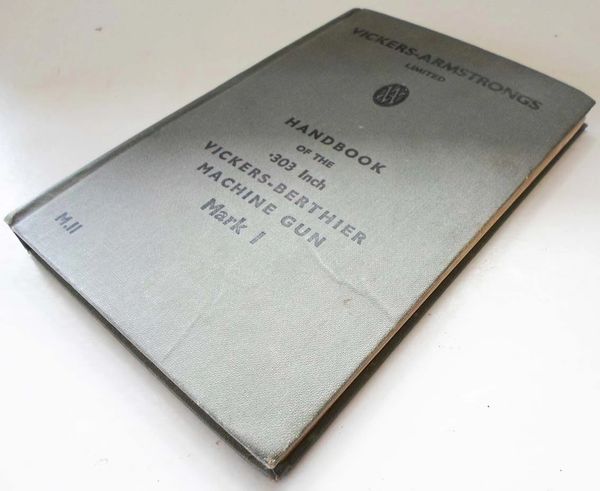 VICKERS-ARMSTRONGS
LIMITED
HANDBOOK
OF THE
.303 Inch
VICKERS-BERTHIER
MACHINE GUN
Mark I
M.II